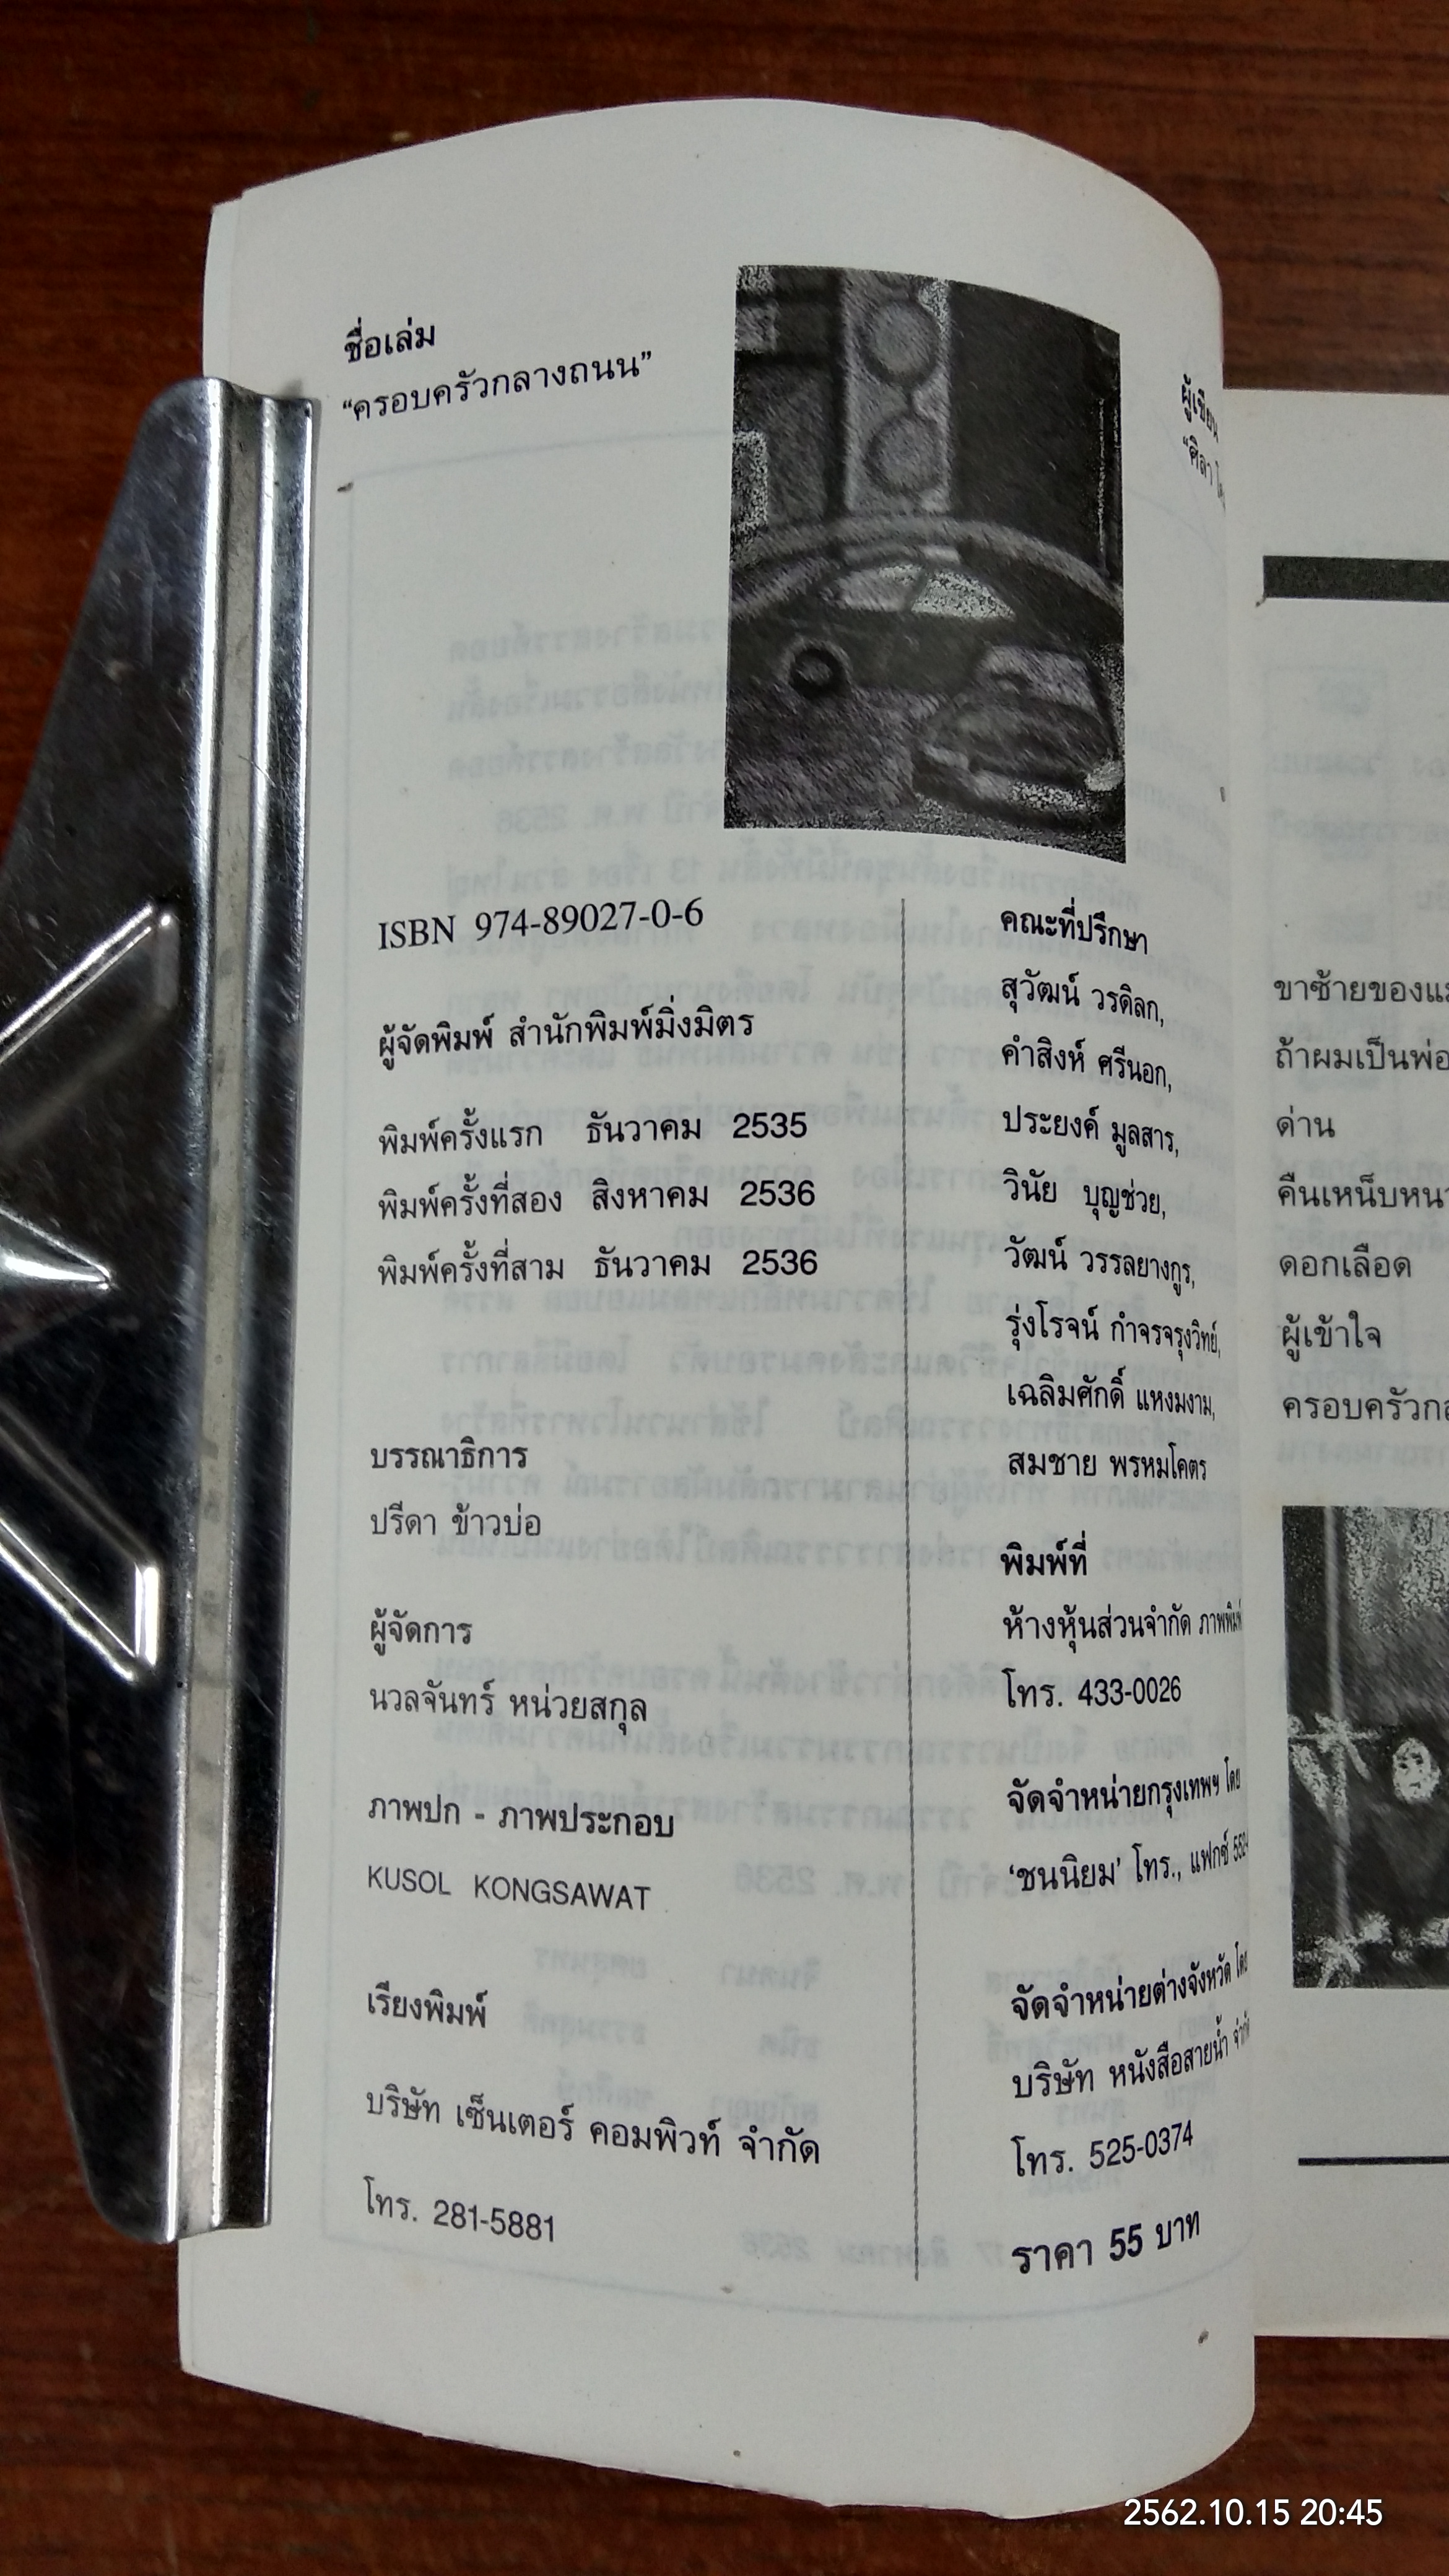 ชื่อเล่ม
“ครอบครัวกลางถนน”
ผู้เขียน
“ศิลา
ISBN 974-89027-0-6
ผู้จัดพิมพ์ สำนักพิมพ์มิ่งมิตร
พิมพ์ครั้งแรก ธันวาคม 2535
พิมพ์ครั้งที่สอง สิงหาคม 2536
พิมพ์ครั้งที่สาม ธันวาคม 2536
บรรณาธิการ
ปรีดา ข้าวบ่อ
ผู้จัดการ
นวลจันทร์ หน่วยสกุล
ภาพปก - ภาพประกอบ
KUSOL KONGSAWAT
เรียงพิมพ์
บริษัท เซ็นเตอร์ คอมพิวท์ จำกัด
โทร. 281-5881
คณะที่ปรึกษา
สุวัฒน์ วรดิลก,
คำสิงห์ ศรีนอก,
ประยงค์ มูลสาร,
วินัย บุญช่วย,
วัฒน์ วรรลยางกูร,
รุ่งโรจน์ กำจรจรุงวิทย์,
เฉลิมศักดิ์ แหงมงาม,
สมชาย พรหมโคตร
พิมพ์ที่
ห้างหุ้นส่วนจำกัด ภาพพิมพ์
โทร. 433-0026
จัดจำหน่ายกรุงเทพฯ โดย
‘ชนนิยม’ โทร., แฟกซ์
จัดจำหน่ายต่างจังหวัด โดย
บริษัท หนังสือสายน้ำ
โทร. 525-0374
ราคา 55 บาท
ขาซ้ายของ
ถ้าผมเป็นพ่อ
ด่าน
คืนเหน็บหนา
ดอกเลือด
ผู้เข้าใจ
ครอบครัวกล
2562.10.15 20:45